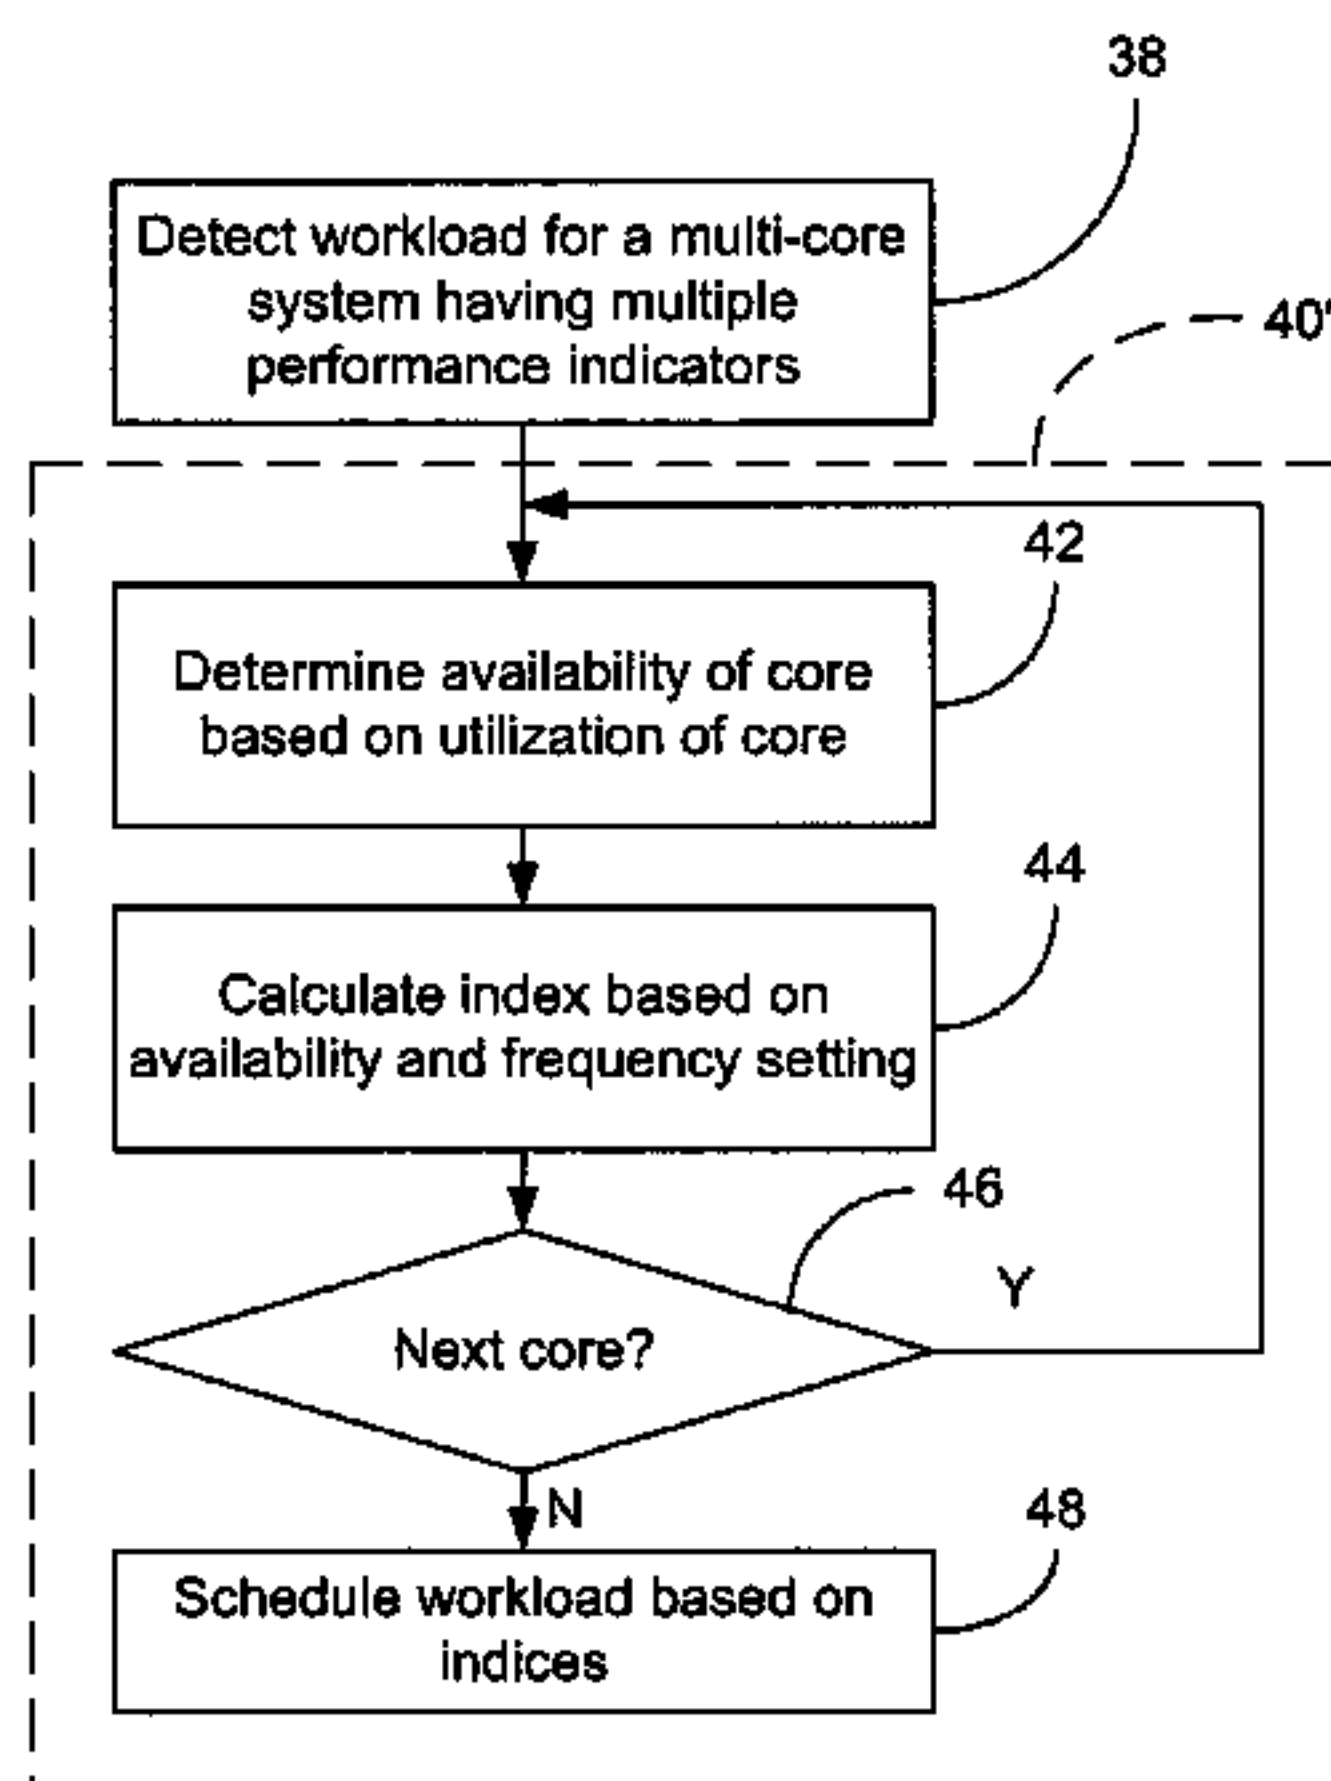 38
Detect workload for a multi-core
system having multiple
performance indicators
40'
42
Determine availability of core
based on utilization of core
44
Calculate index based on
availability and frequency setting
46
Y
Next core?
N
48
Schedule workload based on
indices